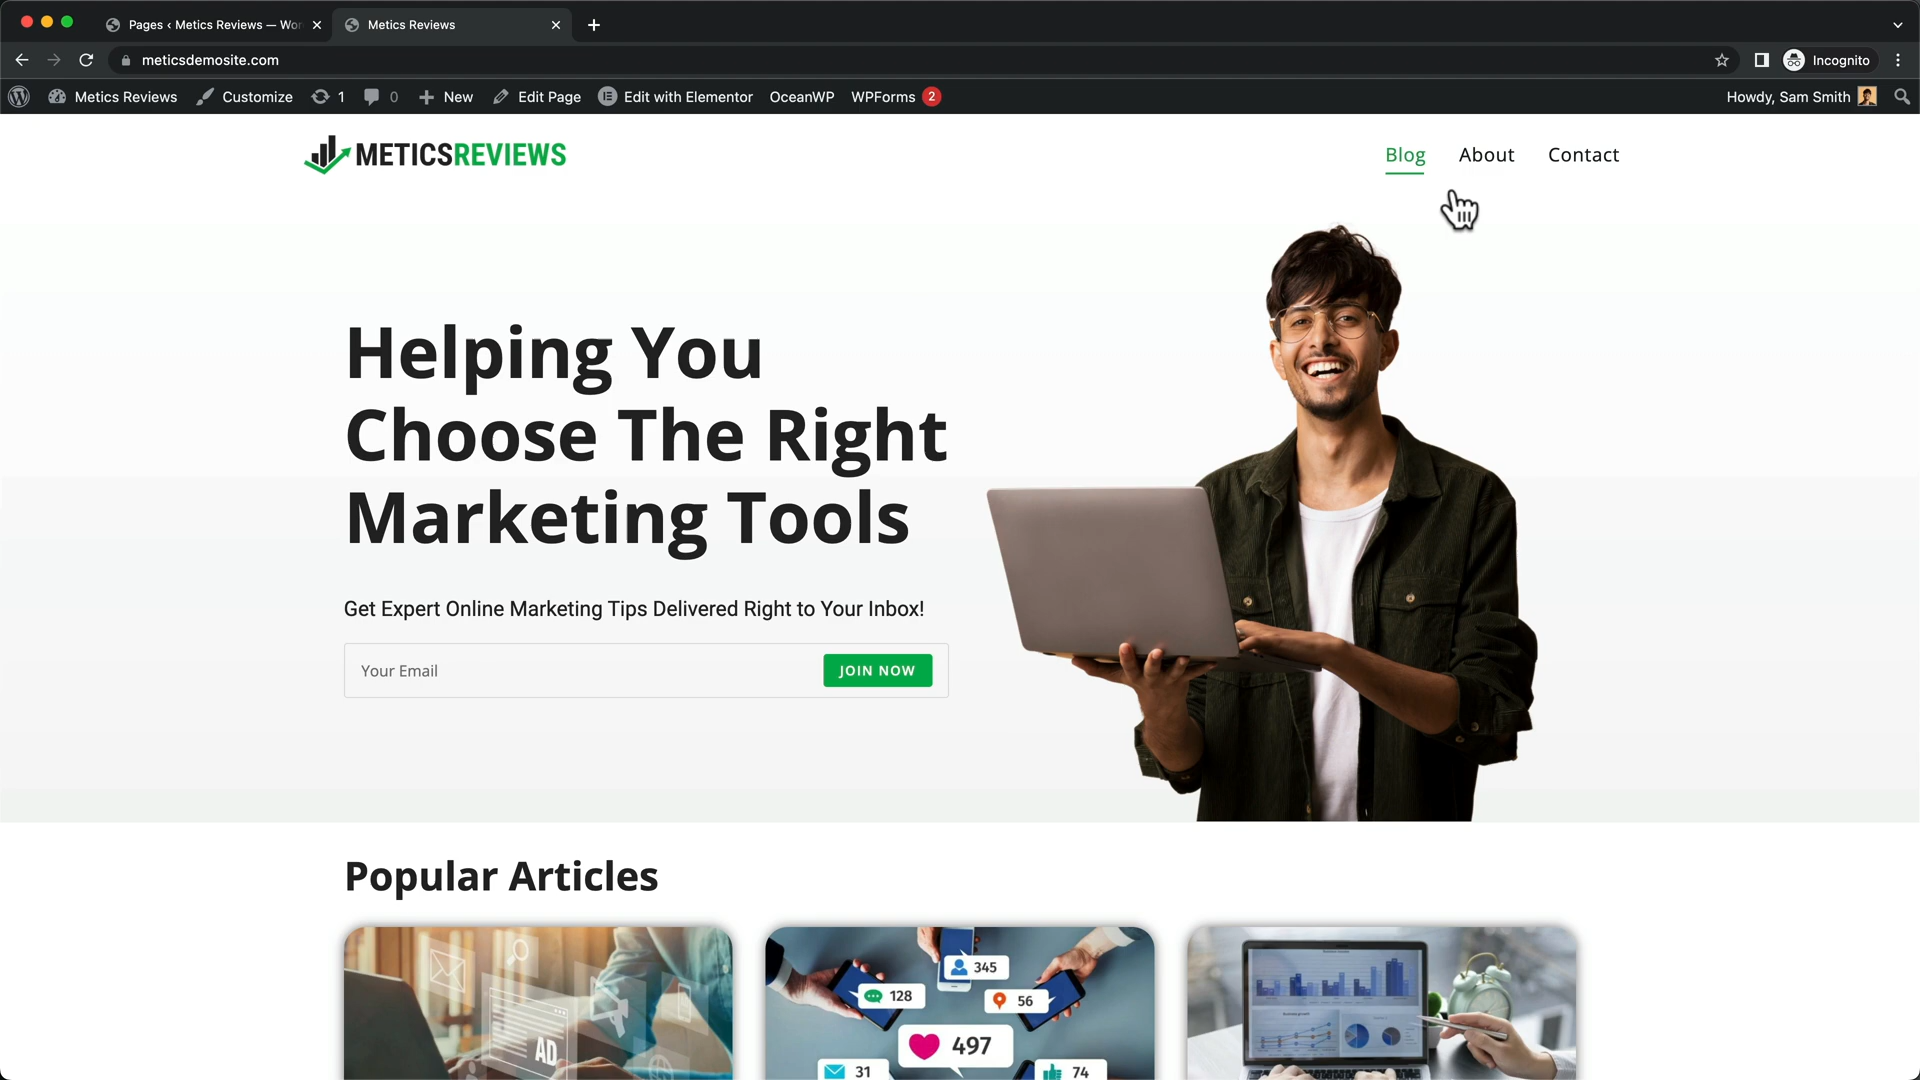 Pages ‹ Metics Reviews — Wor
Metics Reviews
meticsdemosite.com
Incognito
Metics Reviews
Customize
1
0
New
Edit Page
Edit with Elementor
OceanWP
WPForms 2
Howdy, Sam Smith
METICSREVIEWS
Blog
About
Contact
Helping You
Choose The Right
Marketing Tools
Get Expert Online Marketing Tips Delivered Right to Your Inbox!
Your Email
JOIN NOW
Popular Articles
AD
345
128
56
497
31
74